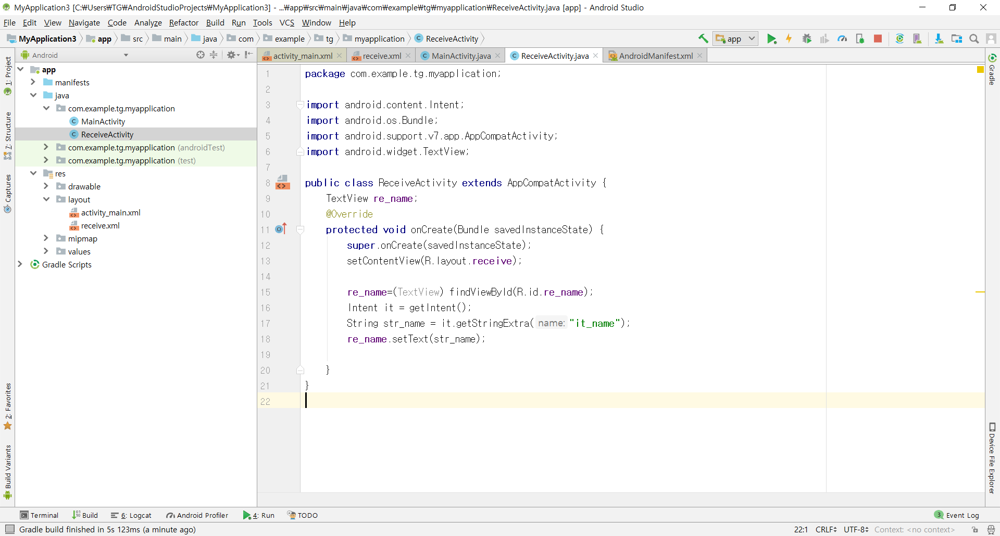 MyApplication3 [C:₩Users₩TG₩AndroidStudioProjects₩MyApplication3] - ...₩app₩src₩main₩java₩com₩example₩tg₩myapplication₩ReceiveActivity.java [app] - Android Studio
File Edit View Navigate Code Analyze Refactor Build Run Tools VCS Window Help
MyApplication3 app src main java com example tg myapplication ReceiveActivity app
Android
activity_main.xml receive.xml MainActivity.java ReceiveActivity.java AndroidManifest.xml
1: Project
7: Structure
Captures
2: Favorites
Build Variants
app
manifests
java
com.example.tg.myapplication
MainActivity
ReceiveActivity
com.example.tg.myapplication (androidTest)
com.example.tg.myapplication (test)
res
drawable
layout
activity_main.xml
receive.xml
mipmap
values
Gradle Scripts
1 package com.example.tg.myapplication;
2
3 import android.content.Intent;
4 import android.os.Bundle;
5 import android.support.v7.app.AppCompatActivity;
6 import android.widget.TextView;
7
8 public class ReceiveActivity extends AppCompatActivity {
9 TextView re_name;
10 @Override
11 protected void onCreate(Bundle savedInstanceState) {
12 super.onCreate(savedInstanceState);
13 setContentView(R.layout.receive);
14
15 re_name=(TextView) findViewById(R.id.re_name);
16 Intent it = getIntent();
17 String str_name = it.getStringExtra( name: "it_name");
18 re_name.setText(str_name);
19
20 }
21 }
22
Gradle
Device File Explorer
Terminal Build 6: Logcat Android Profiler 4: Run TODO 3 Event Log
Gradle build finished in 5s 123ms (a minute ago) 22:1 CRLF UTF-8 Context: <no context>